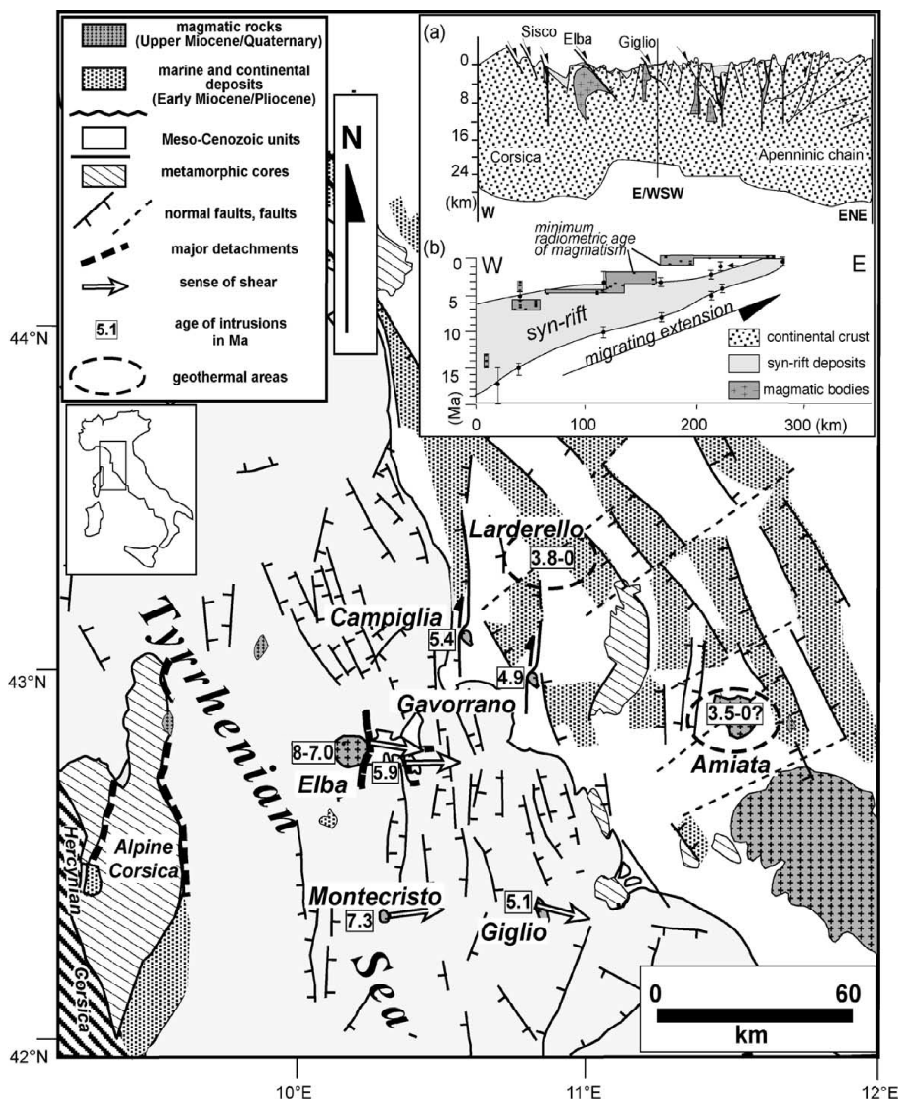 magmatic rocks
(Upper Miocene/Quaternary)
marine and continental
deposits
(Early Miocene/Pliocene)
Meso-Cenozoic units
metamorphic cores
normal faults, faults
major detachments
sense of shear
5.1
age of intrusions
in Ma
geothermal areas
N
(a)
Sisco
Elba
Giglio
0
8
16
24
(km)
Corsica
Apenninic chain
W
E/WSW
ENE
(b)
minimum
radiometric age
of magmatism
W
E
0
5
10
15
(Ma)
syn-rift
migrating extension
continental crust
syn-rift deposits
magmatic bodies
0
100
200
300 (km)
44°N
43°N
42°N
Larderello
3.8-0
Campiglia
5.4
4.9
Gavorrano
3.5-0?
Amiata
Tyrrhenian
Sea
8-7.0
Elba
5.9
Hercynian
Corsica
Alpine
Corsica
Montecristo
7.3
5.1
Giglio
0
60
km
10°E
11°E
12°E